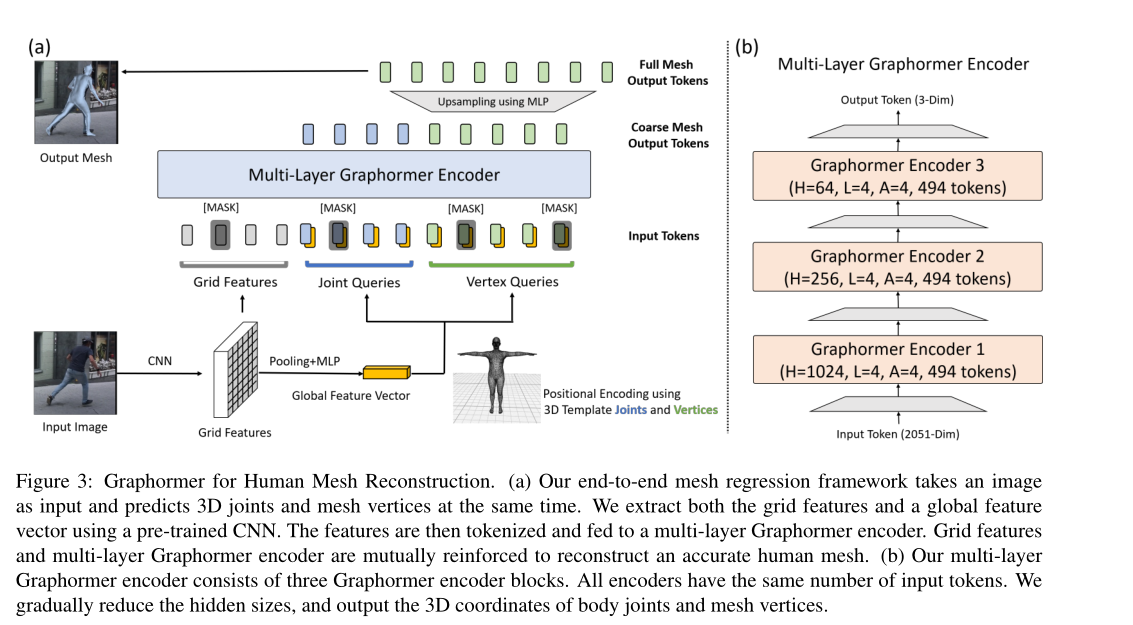 (a)
Full Mesh
Output Tokens
Upsampling using MLP
Coarse Mesh
Output Tokens
Output Mesh
Multi-Layer Graphormer Encoder
[MASK]
[MASK]
[MASK]
[MASK]
Input Tokens
Grid Features
Joint Queries
Vertex Queries
CNN
Pooling+MLP
Global Feature Vector
Positional Encoding using
3D Template Joints and Vertices
Input Image
Grid Features
(b)
Multi-Layer Graphormer Encoder
Output Token (3-Dim)
Graphormer Encoder 3
(H=64, L=4, A=4, 494 tokens)
Graphormer Encoder 2
(H=256, L=4, A=4, 494 tokens)
Graphormer Encoder 1
(H=1024, L=4, A=4, 494 tokens)
Input Token (2051-Dim)
Figure 3: Graphormer for Human Mesh Reconstruction. (a) Our end-to-end mesh regression framework takes an image
as input and predicts 3D joints and mesh vertices at the same time. We extract both the grid features and a global feature
vector using a pre-trained CNN. The features are then tokenized and fed to a multi-layer Graphormer encoder. Grid features
and multi-layer Graphormer encoder are mutually reinforced to reconstruct an accurate human mesh. (b) Our multi-layer
Graphormer encoder consists of three Graphormer encoder blocks. All encoders have the same number of input tokens. We
gradually reduce the hidden sizes, and output the 3D coordinates of body joints and mesh vertices.